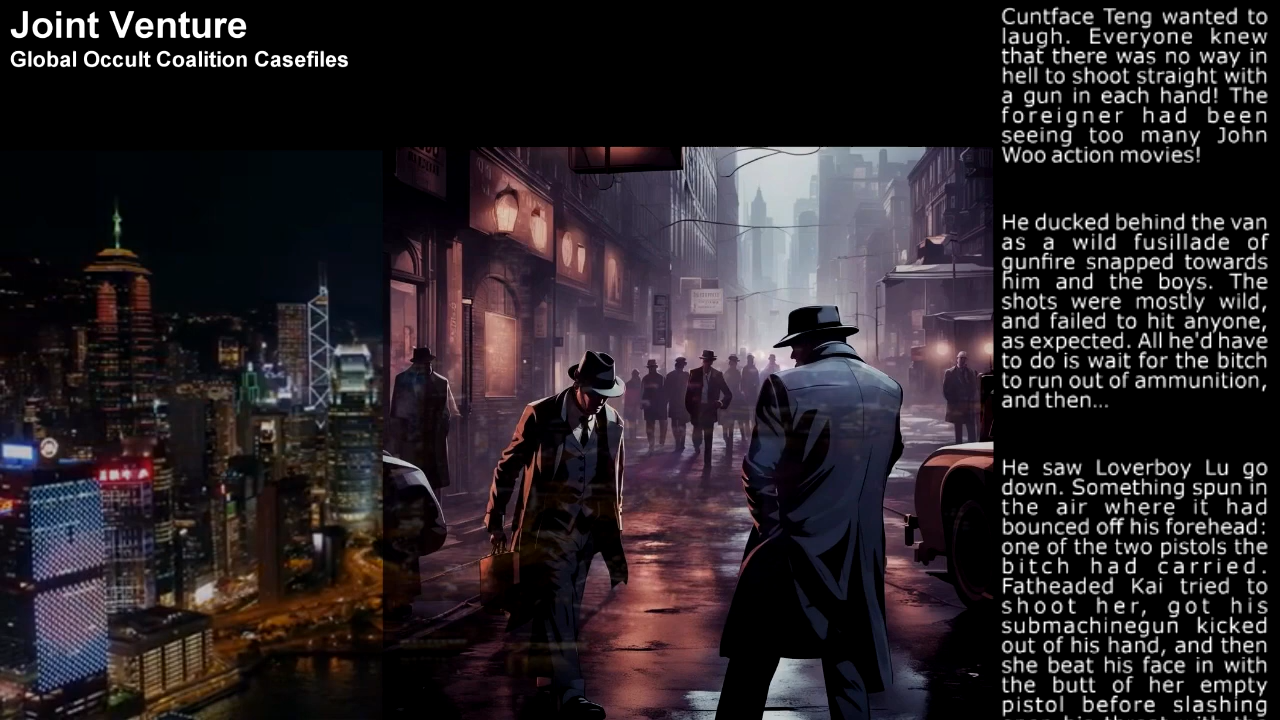 Joint Venture
Global Occult Coalition Casefiles
Cuntface Teng wanted to
laugh. Everyone knew
that there was no way in
hell to shoot straight with
a gun in each hand! The
foreigner had been
seeing too many John
Woo action movies!
He ducked behind the van
as a wild fusillade of
gunfire snapped towards
him and the boys. The
shots were mostly wild,
and failed to hit anyone,
as expected. All he'd have
to do is wait for the bitch
to run out of ammunition,
and then...
He saw Loverboy Lu go
down. Something spun in
the air where it had
bounced off his forehead:
one of the two pistols the
bitch had carried.
Fatheaded Kai tried to
shoot her, got his
submachinegun kicked
out of his hand, and then
she beat his face in with
the butt of her empty
pistol before slashing